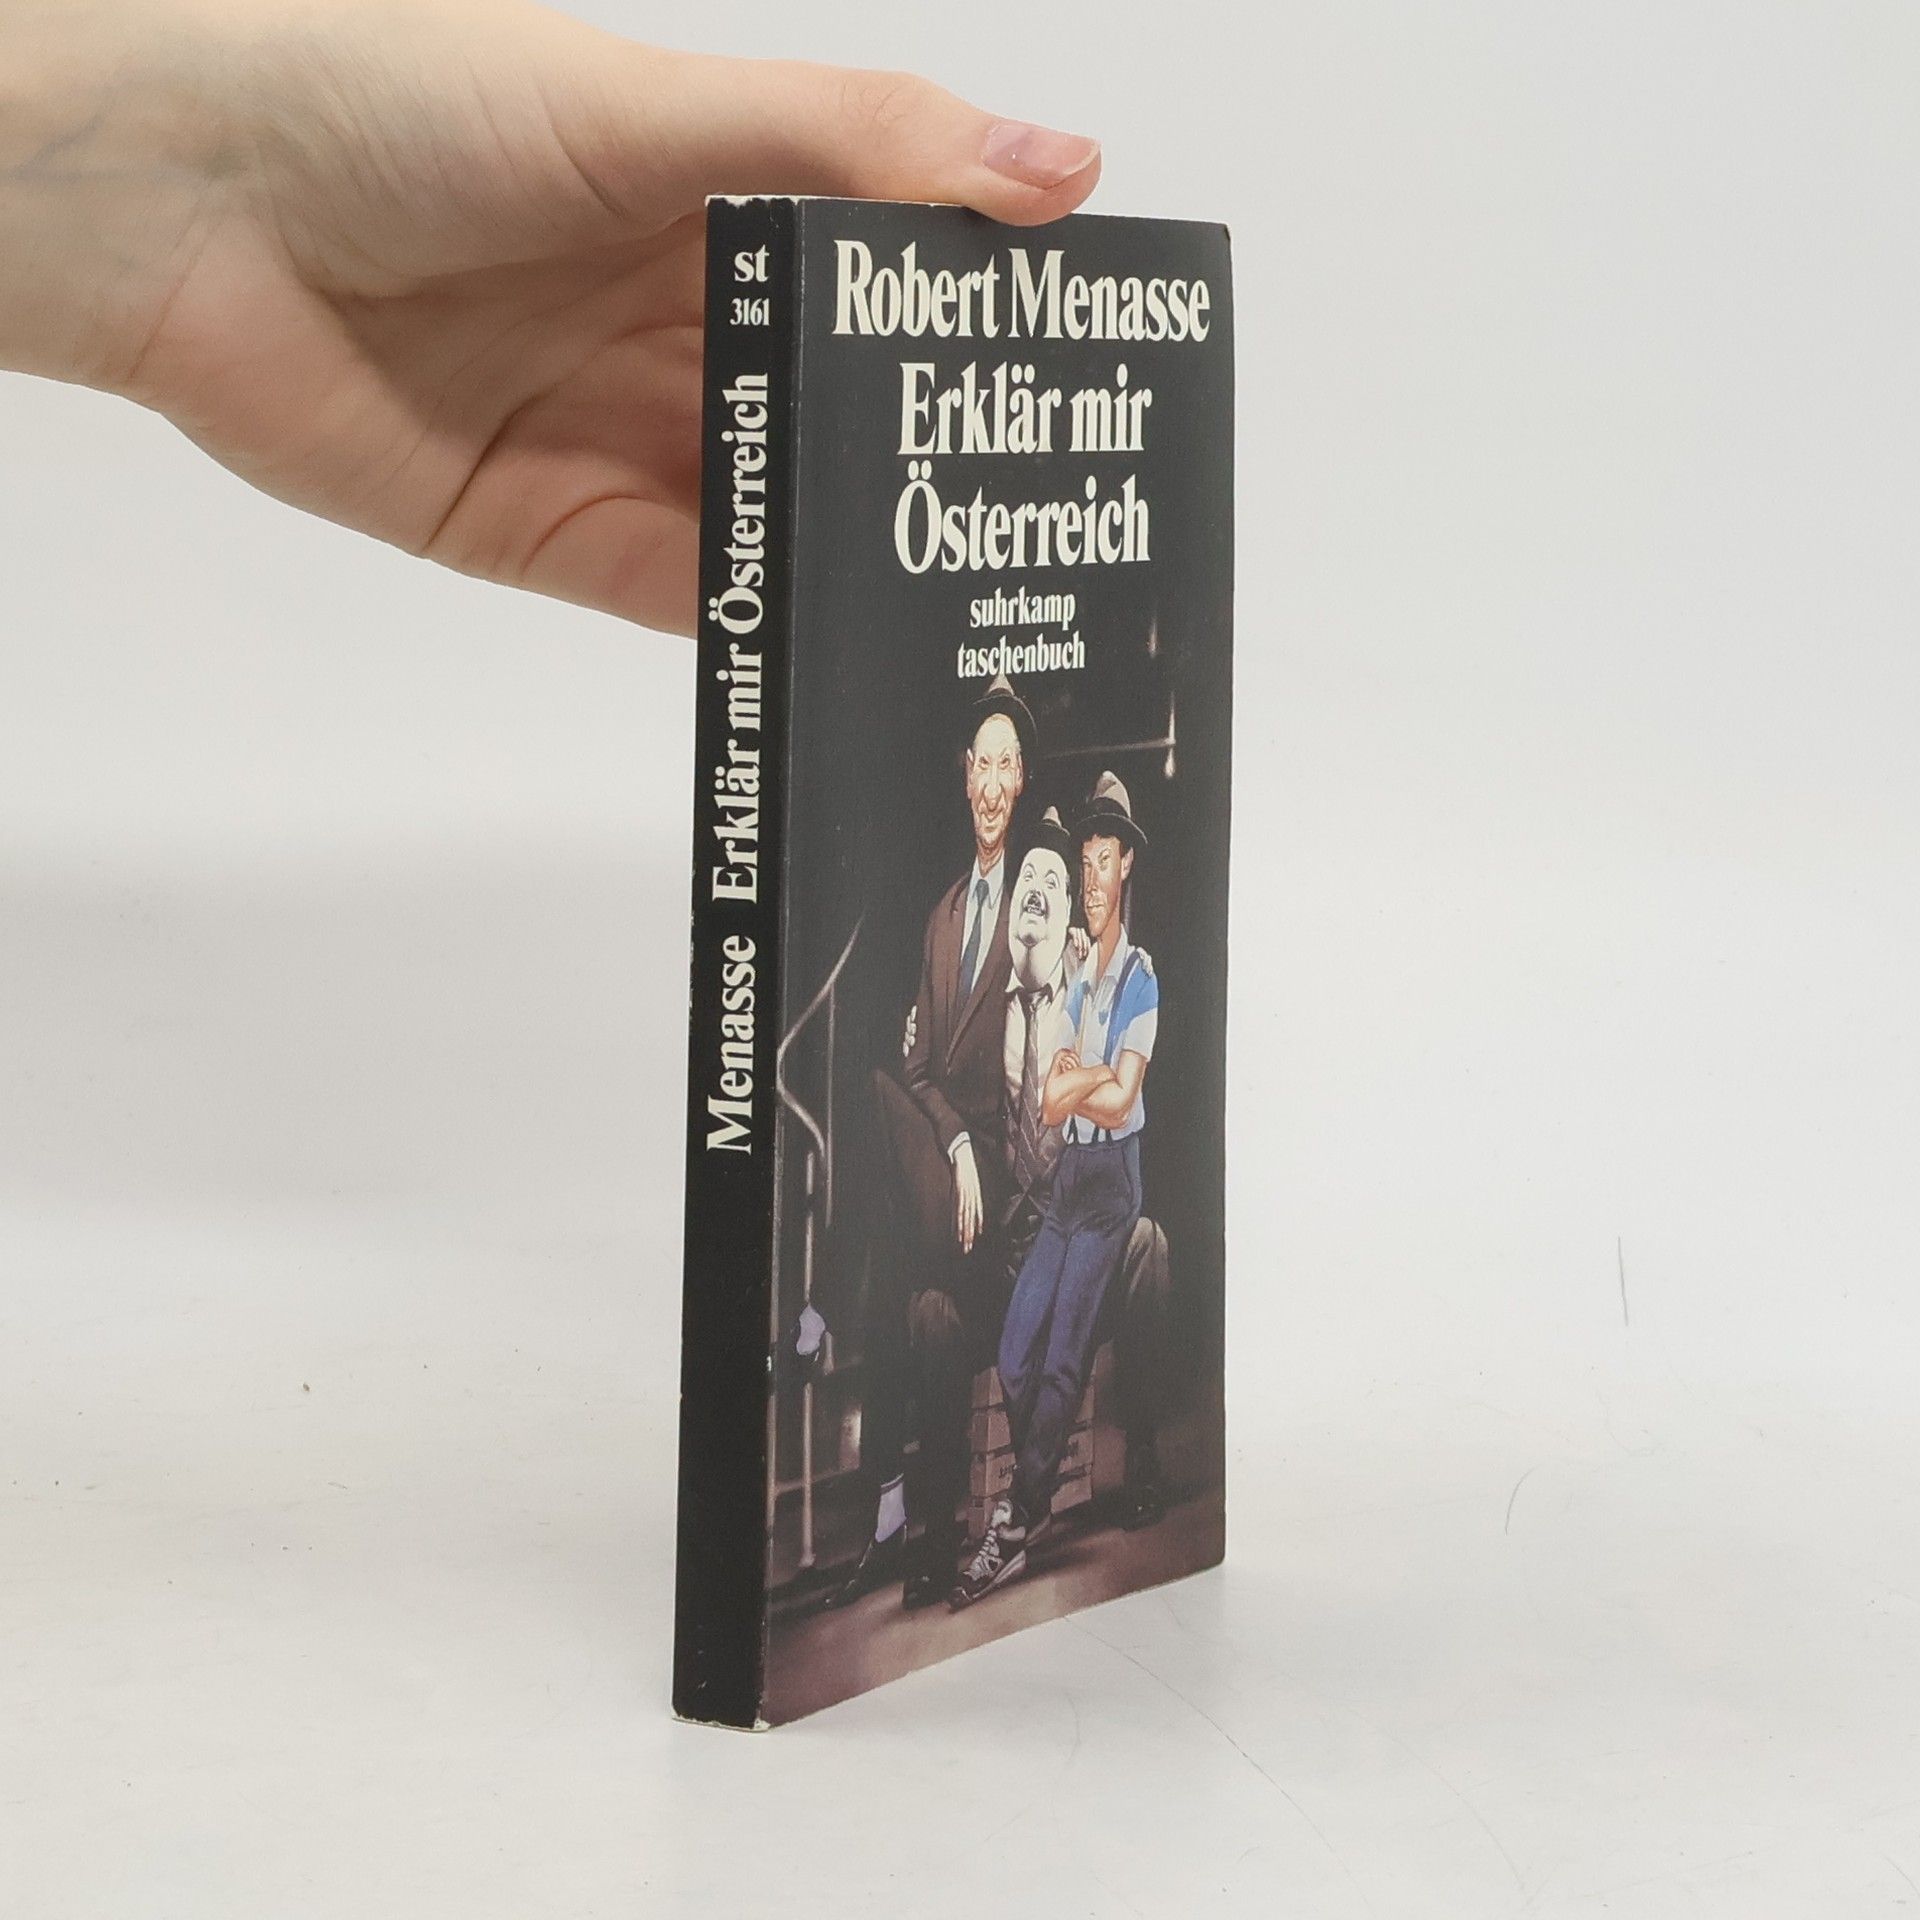 st
3161
Menasse Erklär mir Österreich
Robert Menasse
Erklär mir
Österreich
suhrkamp
taschenbuch